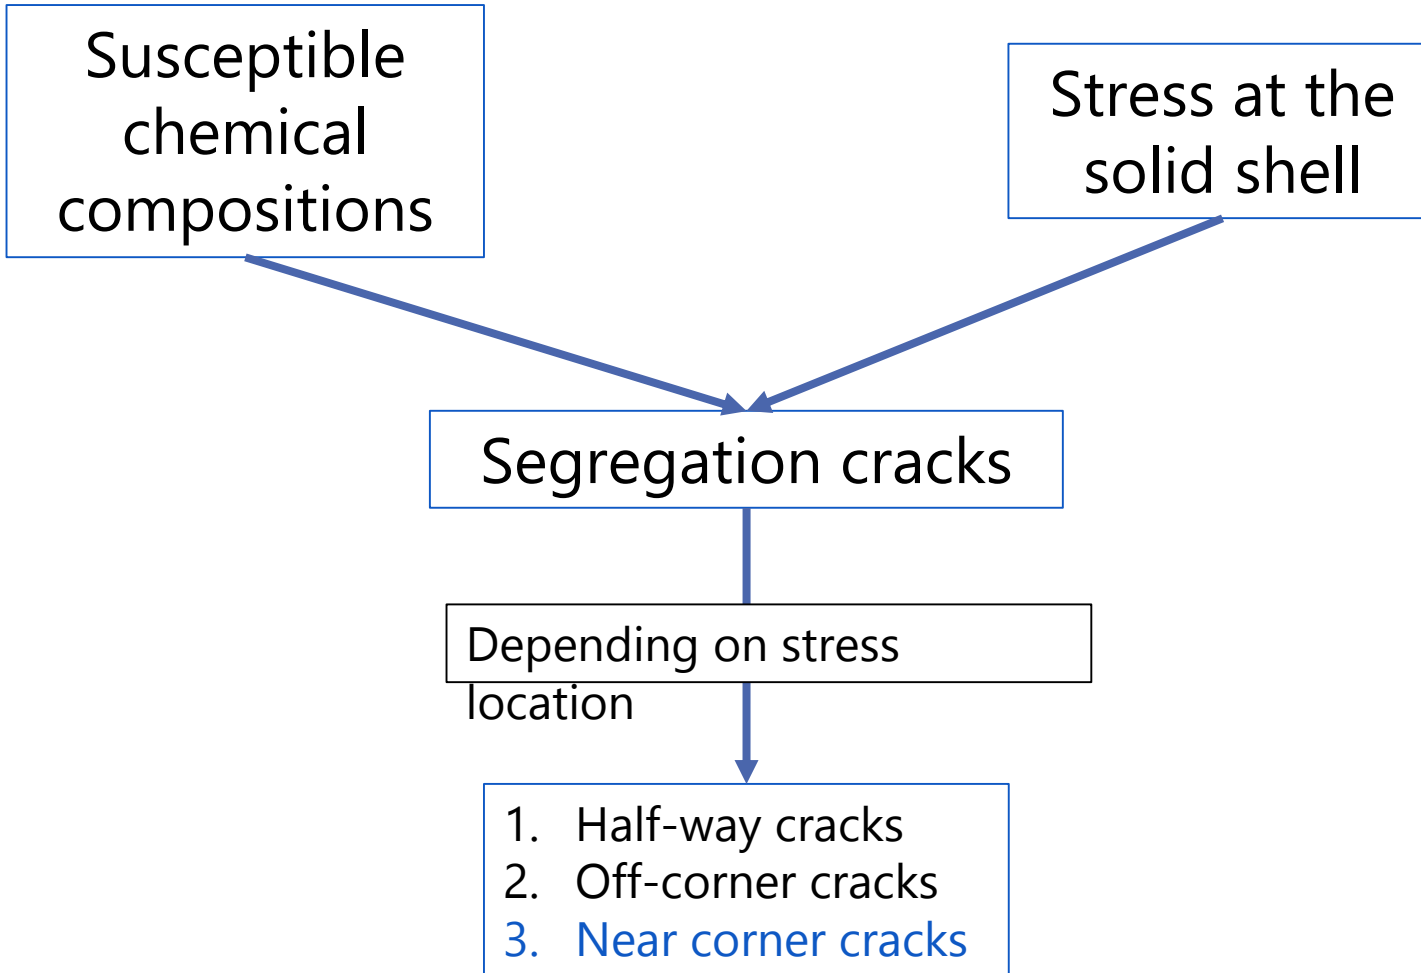 Susceptible
chemical
compositions
Stress at the
solid shell
Segregation cracks
Depending on stress
location
1. Half-way cracks
2. Off-corner cracks
3. Near corner cracks